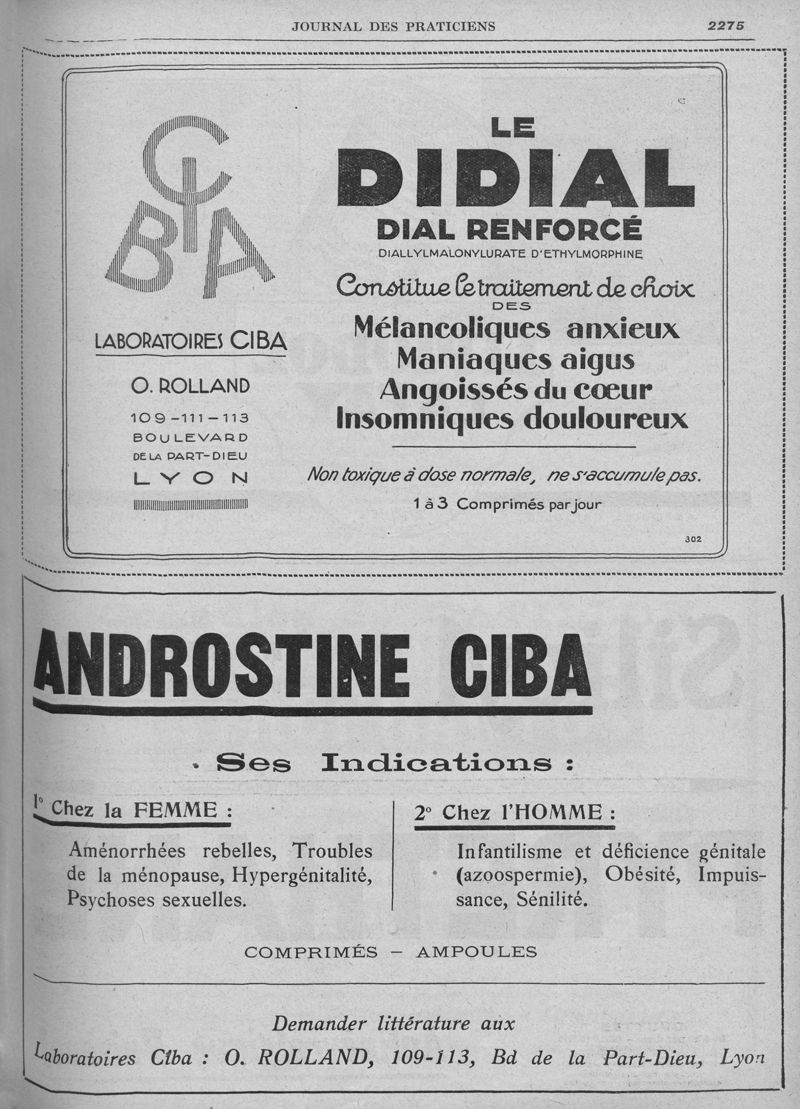 JOURNAL DES PRATICIENS 2275
CIBA
LABORATOIRES CIBA
O. ROLLAND
109-111-113
BOULEVARD
DE LA PART-DIEU
LYON
LE
DIDIAL
DIAL RENFORCÉ
DIALLYLMALONYLURATE D'ETHYLMORPHINE
Constitue le traitement de choix
DES
Mélancoliques anxieux
Maniaques aigus
Angoissés du cœur
Insomniques douloureux
Non toxique à dose normale, ne s'accumule pas.
1 à 3 Comprimés par jour
302
ANDROSTINE CIBA
Ses Indications :
1º Chez la FEMME :
Aménorrhées rebelles, Troubles
de la ménopause, Hypergénitalité,
Psychoses sexuelles.
2º Chez l'HOMME :
Infantilisme et déficience génitale
(azoospermie), Obésité, Impuis-
sance, Sénilité.
COMPRIMÉS – AMPOULES
Demander littérature aux
Laboratoires Ciba : O. ROLLAND, 109-113, Bd de la Part-Dieu, Lyon